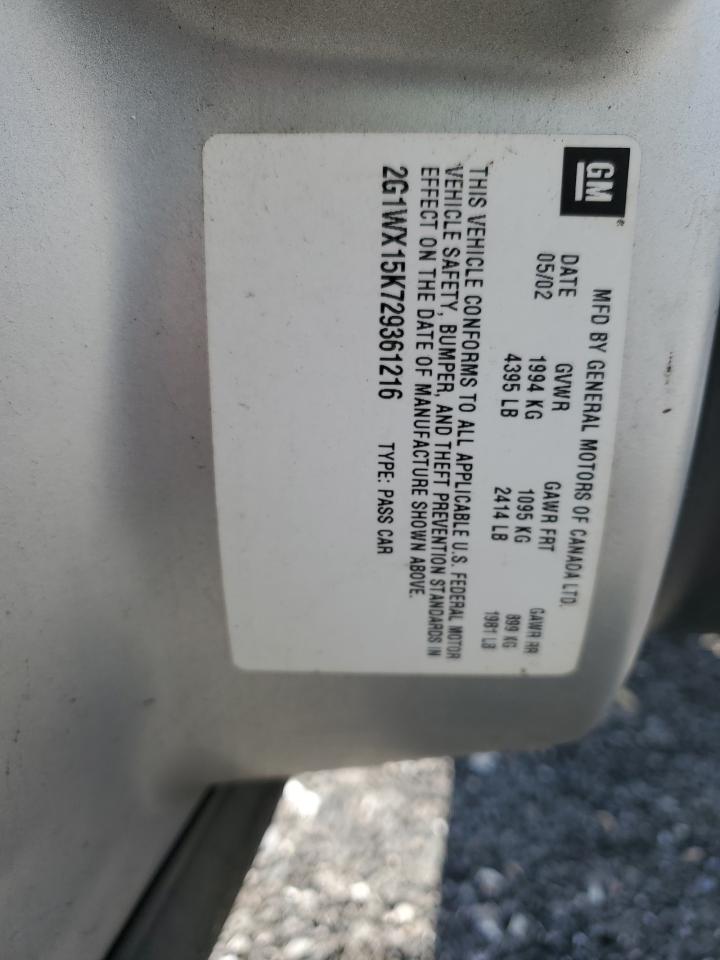 GM®
MFD BY GENERAL MOTORS OF CANADA LTD.
DATE GVWR GAWR FRT GAWR RR
05/02 1994 KG 1095 KG 899 KG
4395 LB 2414 LB 1981 LB
THIS VEHICLE CONFORMS TO ALL APPLICABLE U.S. FEDERAL MOTOR
VEHICLE SAFETY, BUMPER, AND THEFT PREVENTION STANDARDS IN
EFFECT ON THE DATE OF MANUFACTURE SHOWN ABOVE.
2G1WX15K729361216 TYPE: PASS CAR